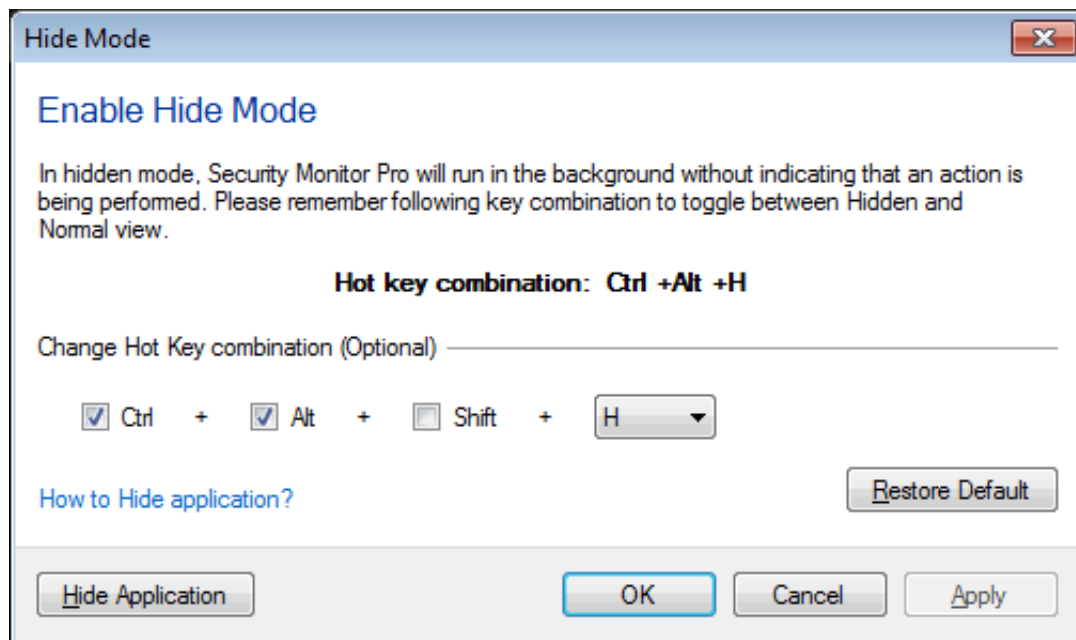 Hide Mode
Enable Hide Mode
In hidden mode, Security Monitor Pro will run in the background without indicating that an action is
being performed. Please remember following key combination to toggle between Hidden and
Normal view.
Hot key combination: Ctrl +Alt +H
Change Hot Key combination (Optional)
Ctrl + Alt + Shift + H
How to Hide application?
Restore Default
Hide Application OK Cancel Apply